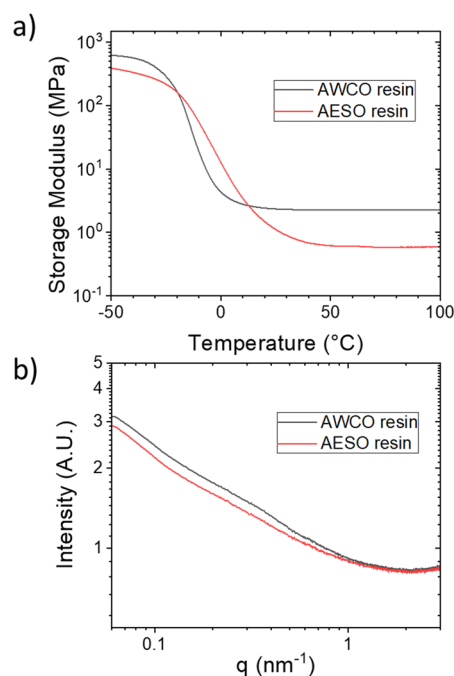 a)
Storage Modulus (MPa)
10³
10²
10¹
10⁰
10⁻¹
AWCO resin
AESO resin
-50
0
50
100
Temperature (°C)
b)
Intensity (A.U.)
5
4
3
2
1
AWCO resin
AESO resin
0.1
1
q (nm⁻¹)